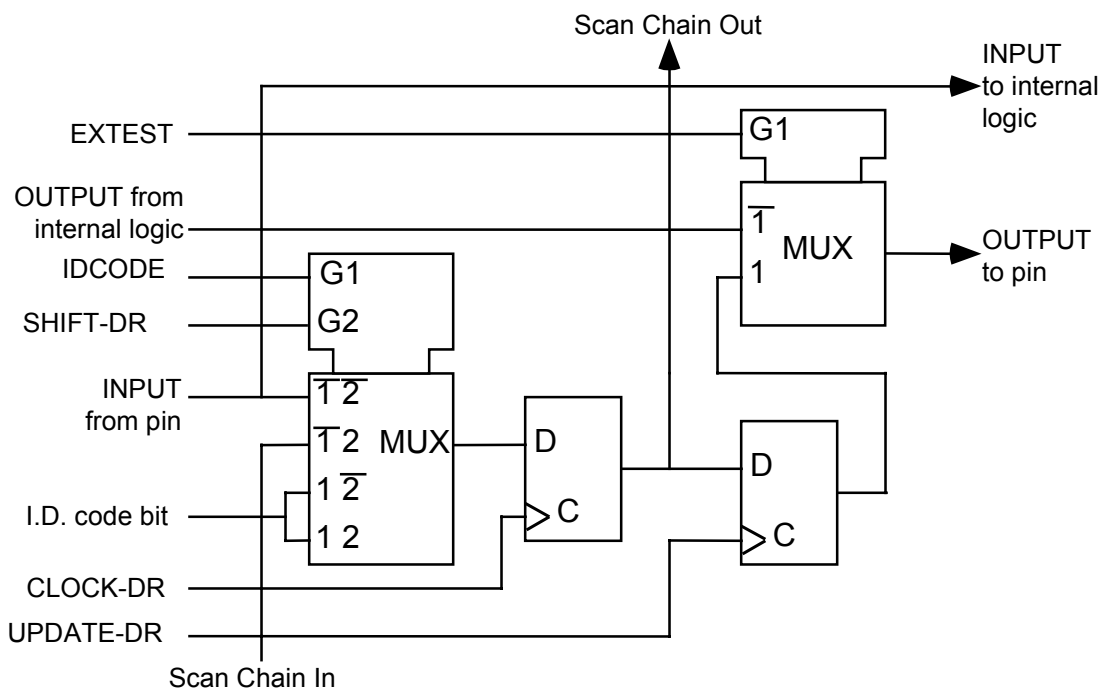 Scan Chain Out
INPUT
to internal
logic
EXTEST
G1
OUTPUT from
internal logic
1̅
MUX
1
OUTPUT
to pin
IDCODE
G1
SHIFT-DR
G2
INPUT
from pin
1̅ 2̅
1̅ 2
MUX
1 2̅
1 2
D
C
D
C
I.D. code bit
CLOCK-DR
UPDATE-DR
Scan Chain In